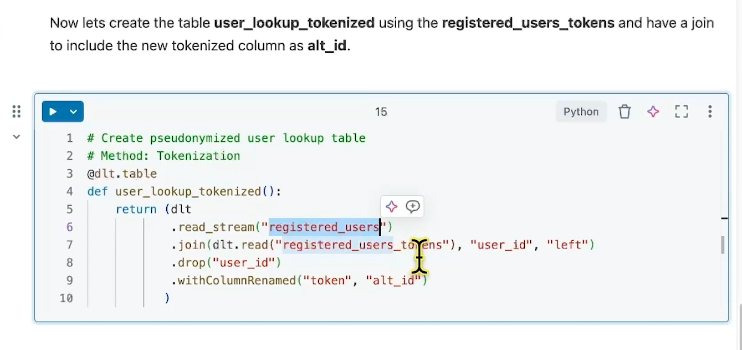 Now lets create the table user_lookup_tokenized using the registered_users_tokens and have a join
to include the new tokenized column as alt_id.
15
Python
1 # Create pseudonymized user lookup table
2 # Method: Tokenization
3 @dlt.table
4 def user_lookup_tokenized():
5 return (dlt
6 .read_stream("registered_users")
7 .join(dlt.read("registered_users_tokens"), "user_id", "left")
8 .drop("user_id")
9 .withColumnRenamed("token", "alt_id")
10 )